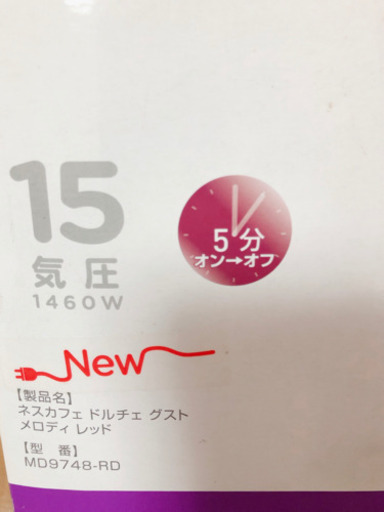 15
気圧
1460W
5分
オン→オフ
New
【製品名】
ネスカフェ ドルチェ グスト
メロディ レッド
【型 番】
MD9748-RD